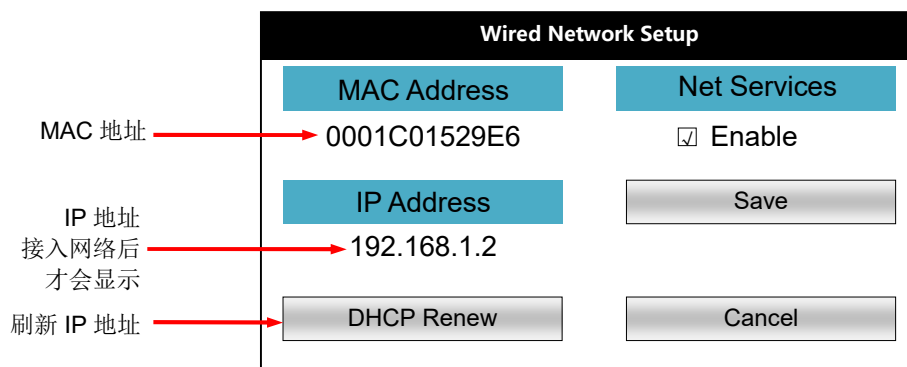 Wired Network Setup
MAC Address
Net Services
MAC 地址
0001C01529E6
☑ Enable
IP Address
Save
IP 地址
接入网络后
才会显示
192.168.1.2
刷新 IP 地址
DHCP Renew
Cancel